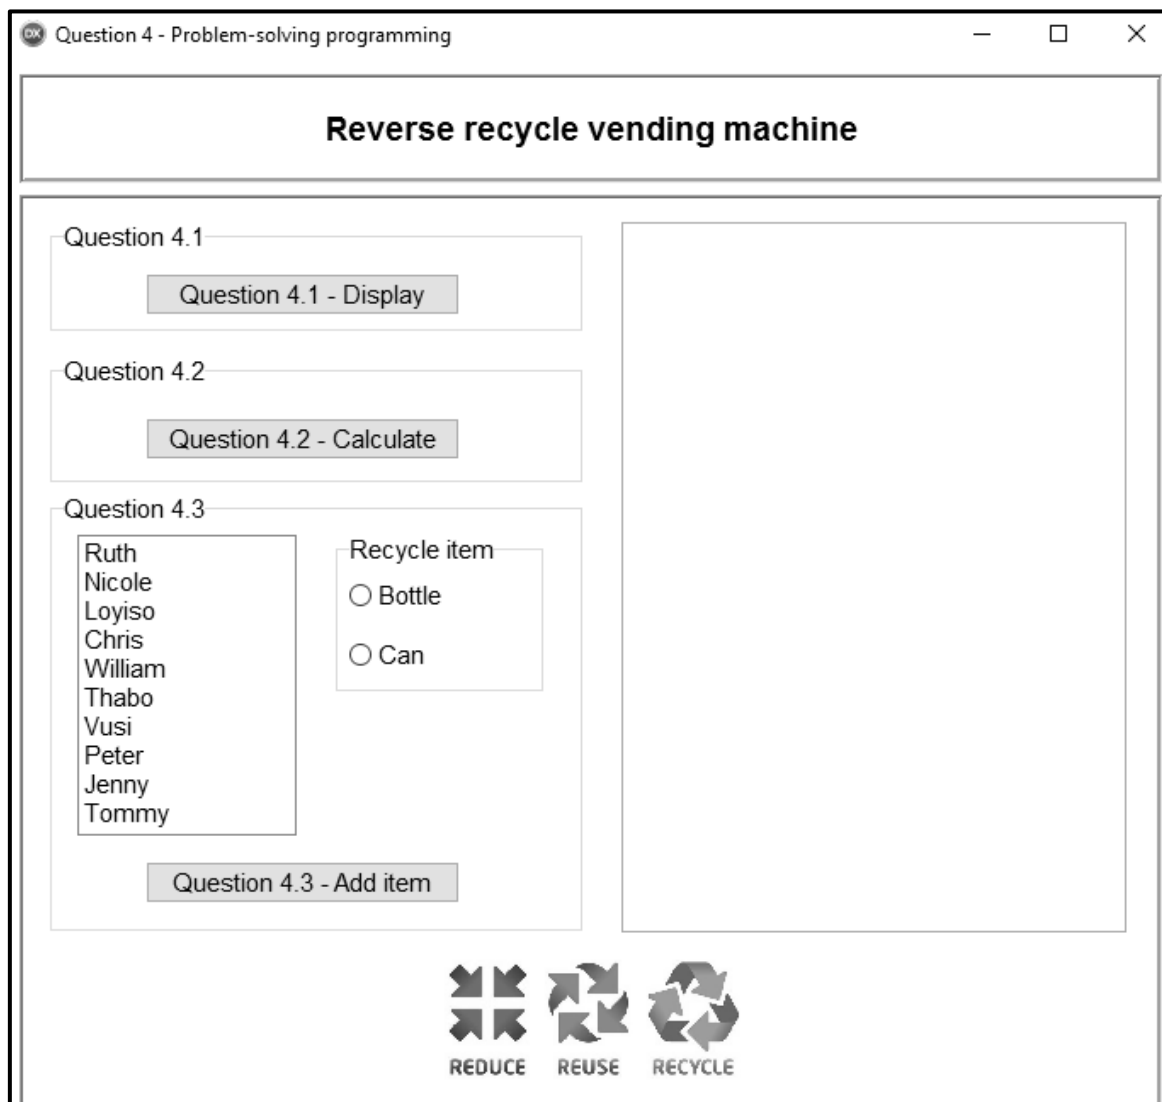 Question 4 - Problem-solving programming
Reverse recycle vending machine
Question 4.1
Question 4.1 - Display
Question 4.2
Question 4.2 - Calculate
Question 4.3
Ruth
Nicole
Loyiso
Chris
William
Thabo
Vusi
Peter
Jenny
Tommy
Recycle item
Bottle
Can
Question 4.3 - Add item
REDUCE REUSE RECYCLE